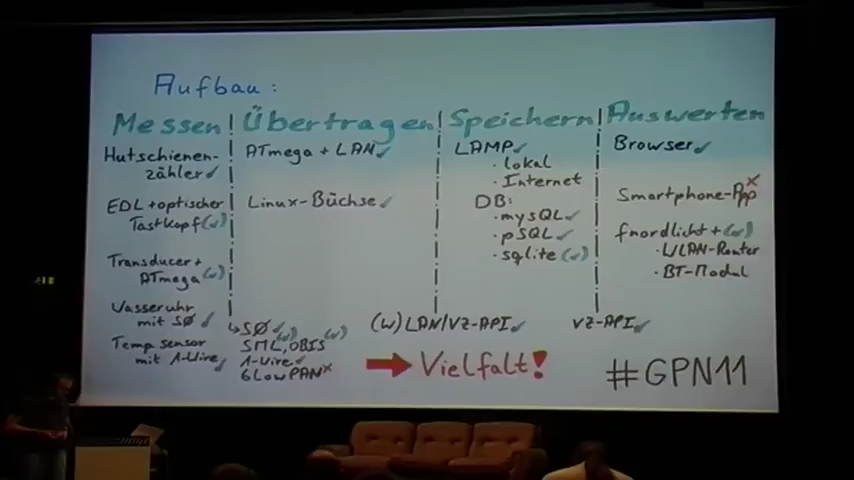 Aufbau:
Messen
Hutschienen-
zähler ✓
EDL + optischer
Tastkopf (✓)
Transducer +
ATmega (✓)
Wasseruhr
mit SØ ✓
Temp sensor
mit 1-Wire ✓
Übertragen
ATmega + LAN ✓
Linux-Büchse ✓
↳ SØ ✓
SML, OBIS (✓) (✓)
1-Wire ✓
6LowPAN x
Speichern
LAMP ✓
· lokal
· Internet
DB:
· mySQL ✓
· pSQL ✓
· sqlite (✓)
(W)LAN/VZ-API ✓
Auswerten
Browser ✓
Smartphone-App x
fnordlicht + (✓)
· WLAN-Router
· BT-Modul
VZ-API ✓
→ Vielfalt!
#GPN11